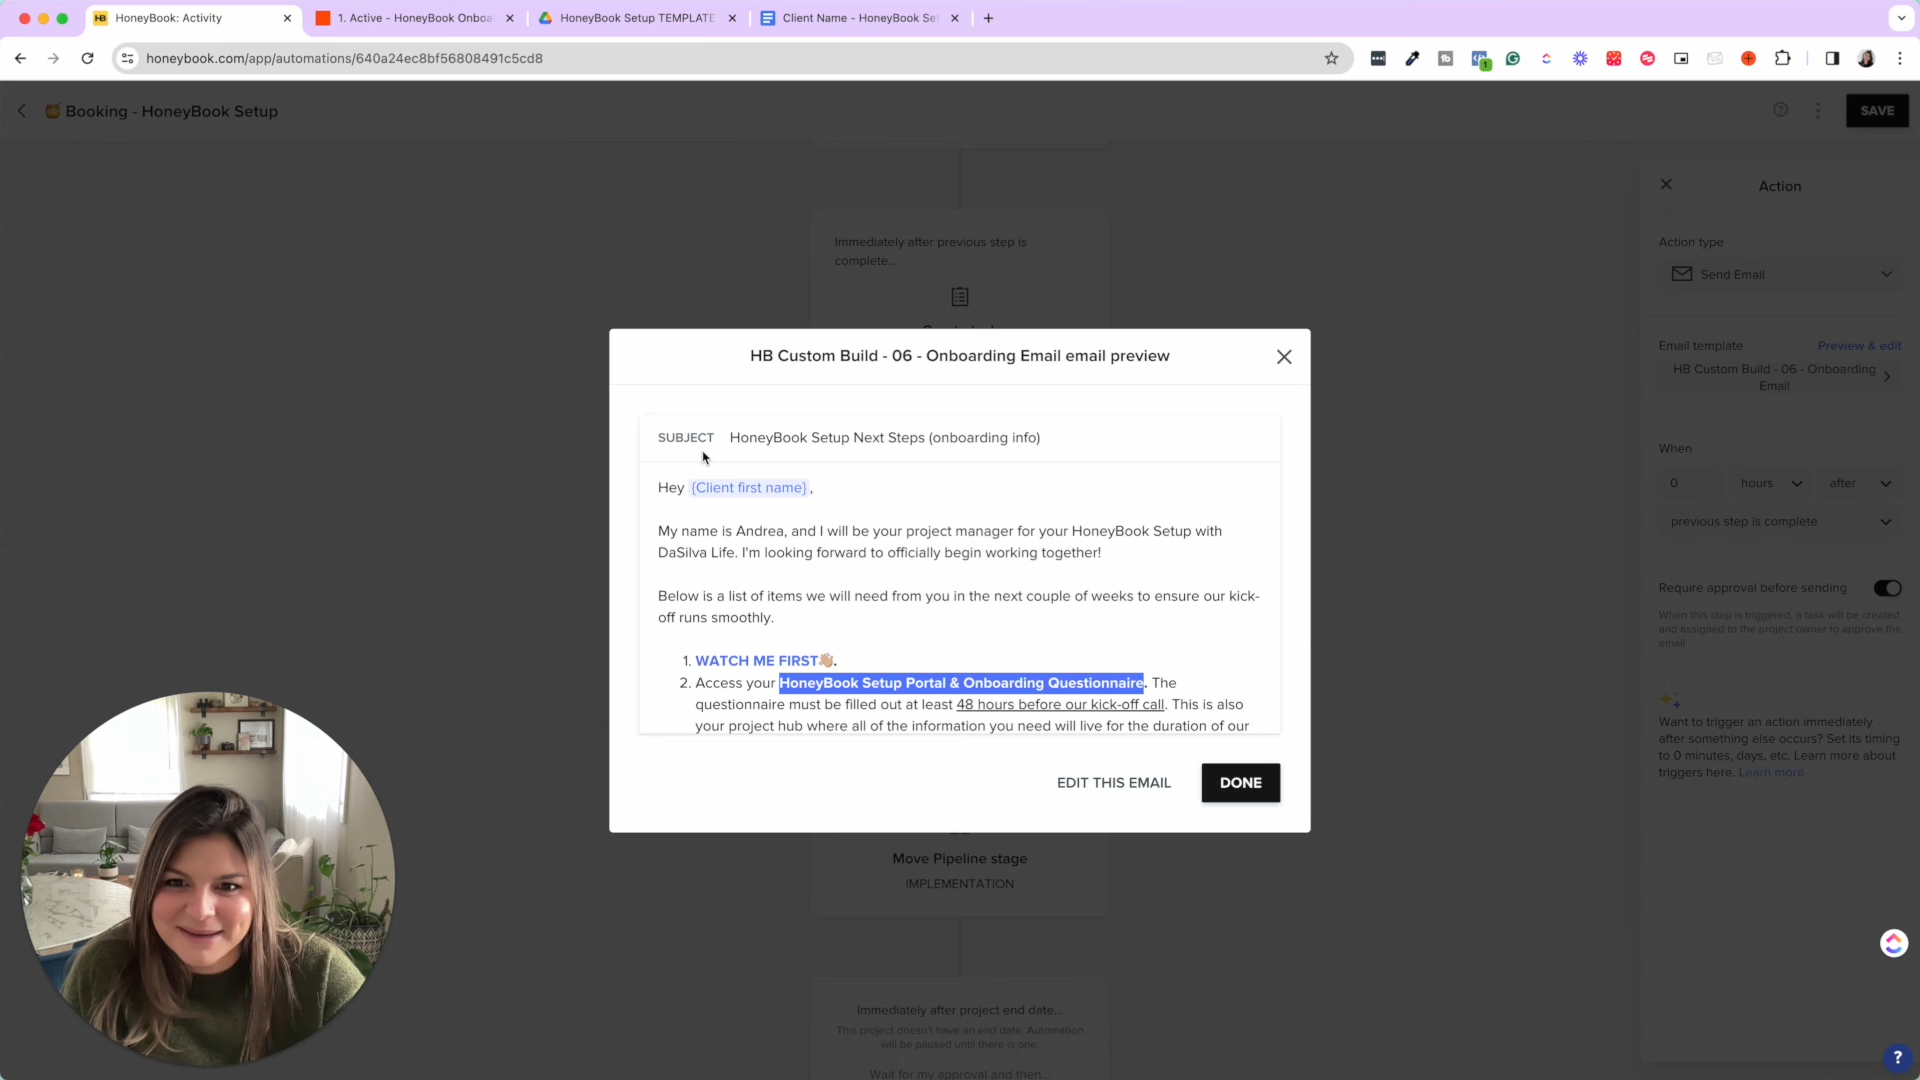 HoneyBook: Activity
1. Active - HoneyBook Onboa
HoneyBook Setup TEMPLATE
Client Name - HoneyBook Se
honeybook.com/app/automations/640a24ec8bf56808491c5cd8
Booking - HoneyBook Setup
SAVE
Immediately after previous step is
complete...
HB Custom Build - 06 - Onboarding Email email preview
SUBJECT HoneyBook Setup Next Steps (onboarding info)
Hey {Client first name},
My name is Andrea, and I will be your project manager for your HoneyBook Setup with
DaSilva Life. I'm looking forward to officially begin working together!
Below is a list of items we will need from you in the next couple of weeks to ensure our kick-
off runs smoothly.
1. WATCH ME FIRST👋🏼.
2. Access your HoneyBook Setup Portal & Onboarding Questionnaire. The
questionnaire must be filled out at least 48 hours before our kick-off call. This is also
your project hub where all of the information you need will live for the duration of our
EDIT THIS EMAIL
DONE
Move Pipeline stage
IMPLEMENTATION
Immediately after project end date...
This project doesn't have an end date. Automation
will be paused until there is one.
Wait for my approval and then...
Action
Action type
Send Email
Email template
Preview & edit
HB Custom Build - 06 - Onboarding
Email
When
0 hours after
previous step is complete
Require approval before sending
When this step is triggered, a task will be created
and assigned to the project owner to approve the
email
Want to trigger an action immediately
after something else occurs? Set its timing
to 0 minutes, days, etc. Learn more about
triggers here. Learn more
?